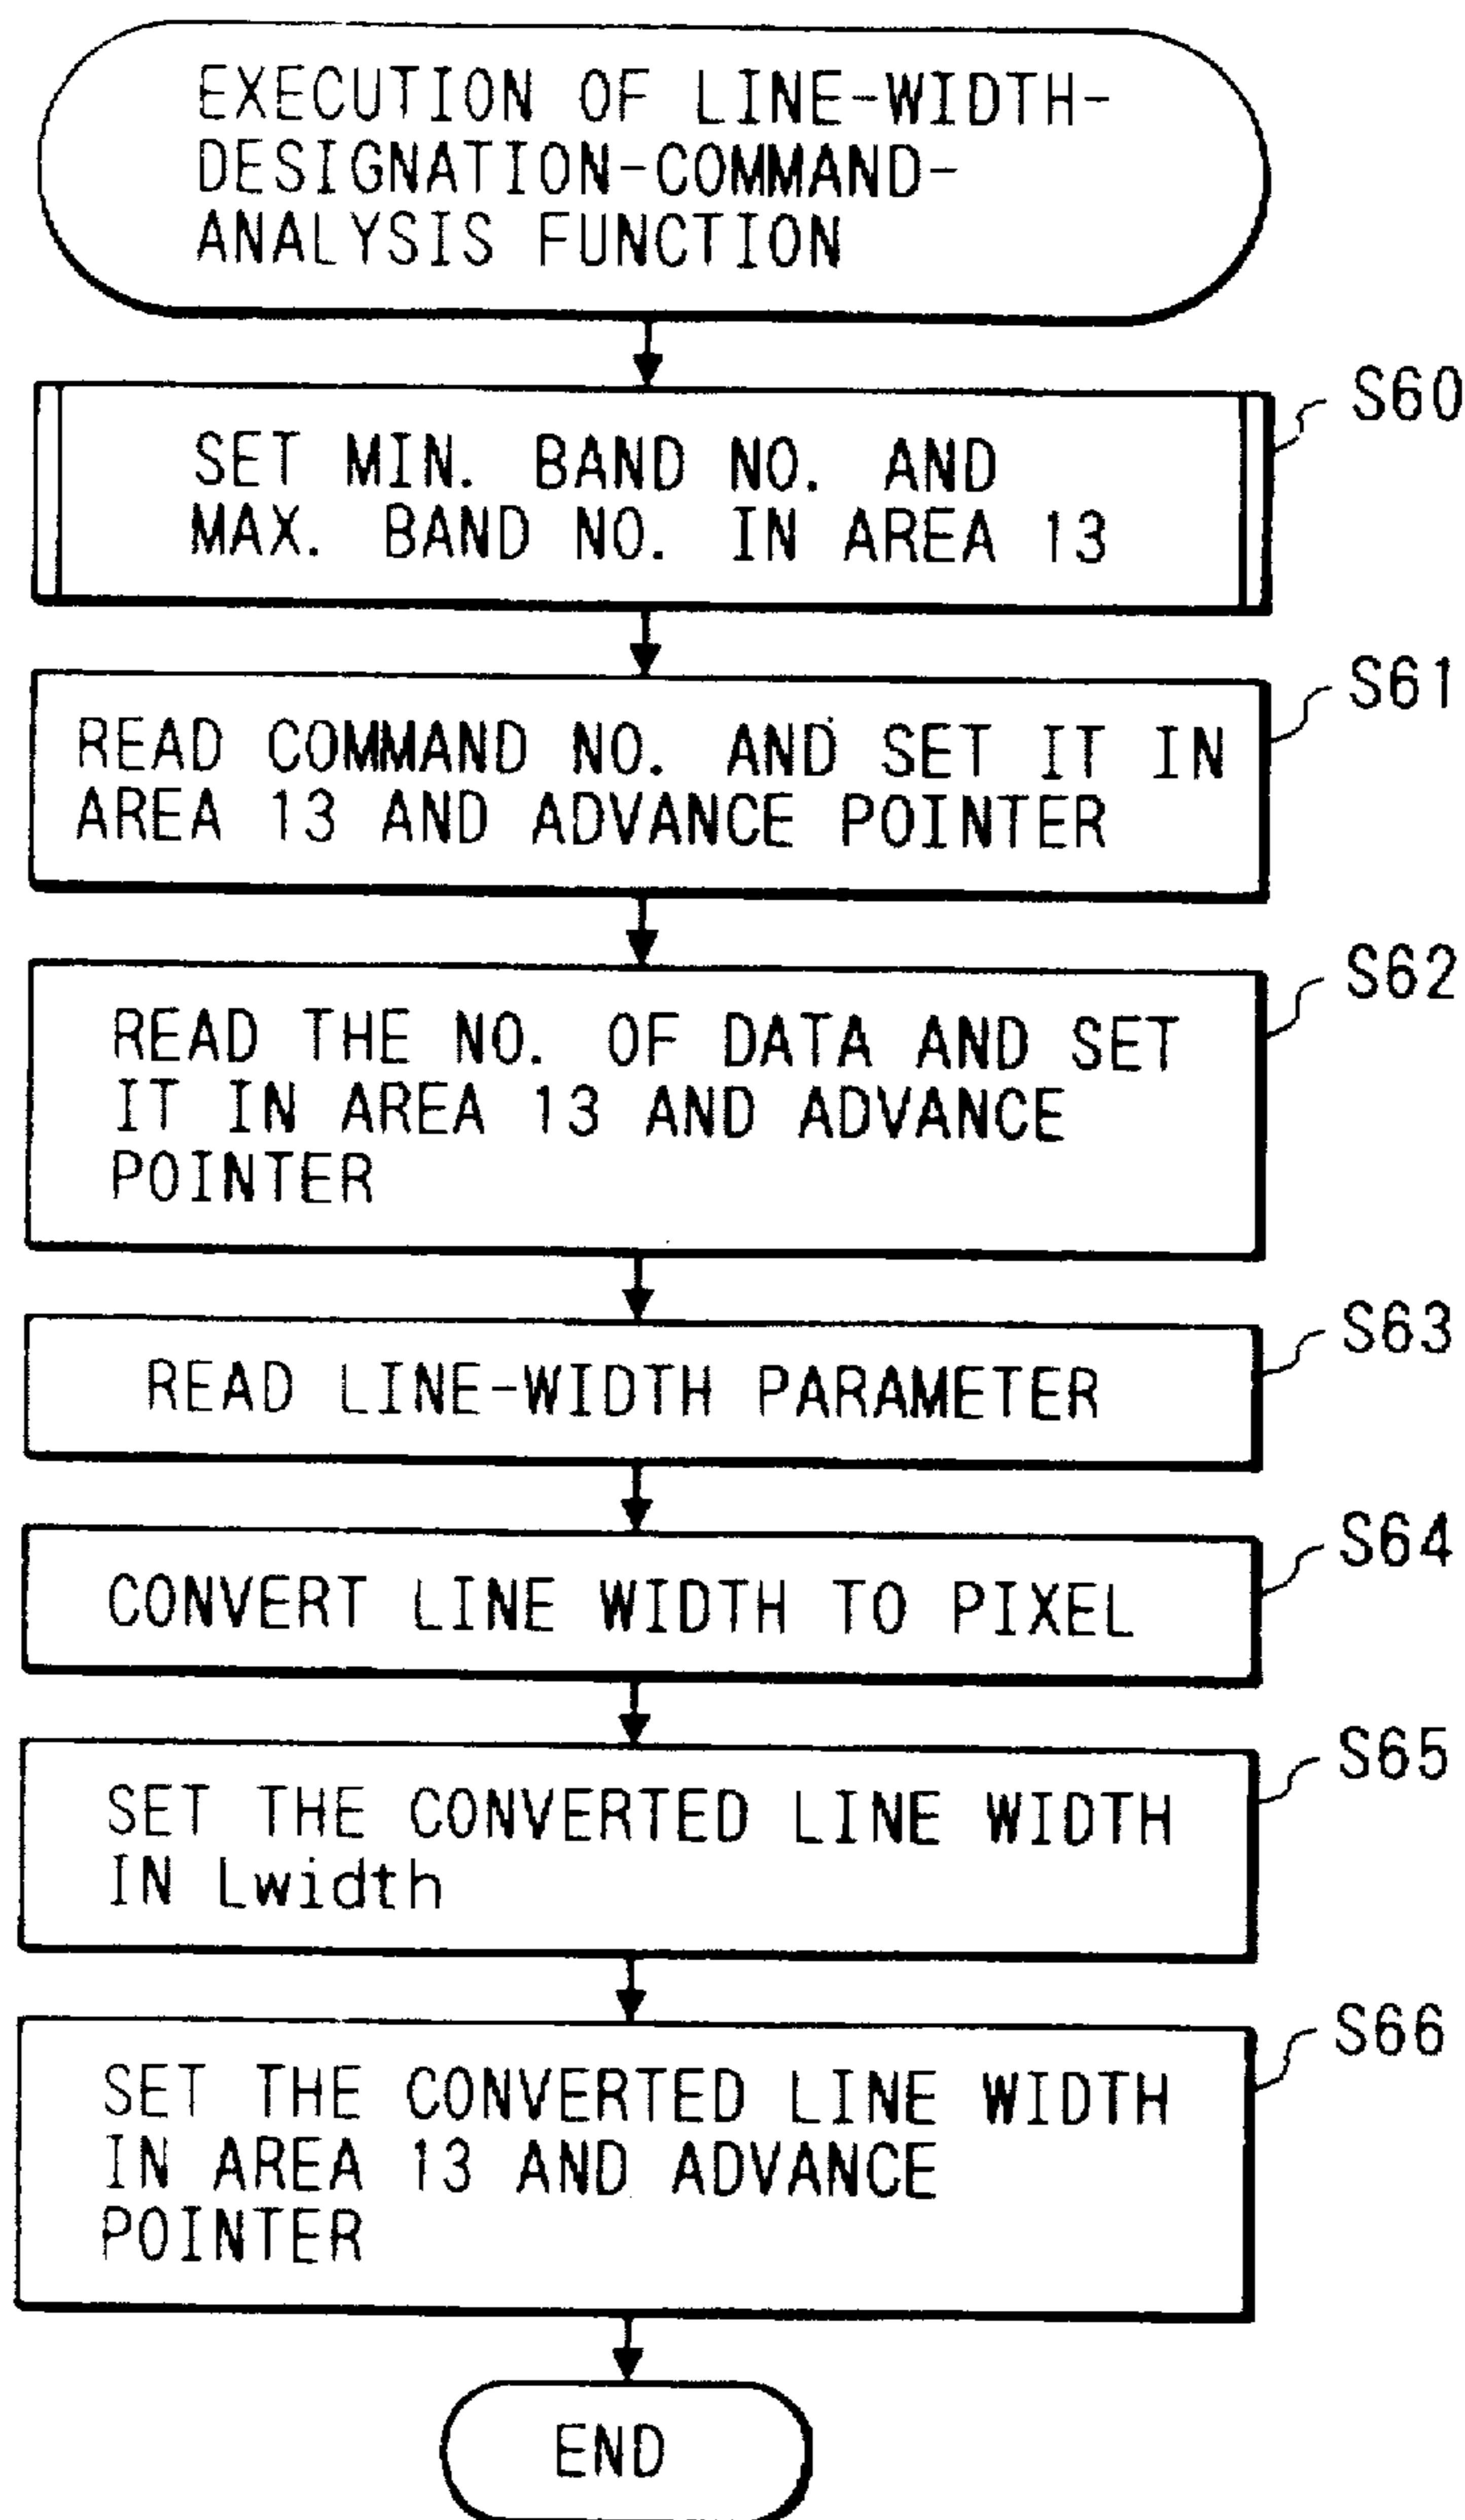 EXECUTION OF LINE-WIDTH-
DESIGNATION-COMMAND-
ANALYSIS FUNCTION
S60
SET MIN. BAND NO. AND
MAX. BAND NO. IN AREA 13
S61
READ COMMAND NO. AND SET IT IN
AREA 13 AND ADVANCE POINTER
S62
READ THE NO. OF DATA AND SET
IT IN AREA 13 AND ADVANCE
POINTER
S63
READ LINE-WIDTH PARAMETER
S64
CONVERT LINE WIDTH TO PIXEL
S65
SET THE CONVERTED LINE WIDTH
IN Lwidth
S66
SET THE CONVERTED LINE WIDTH
IN AREA 13 AND ADVANCE
POINTER
END